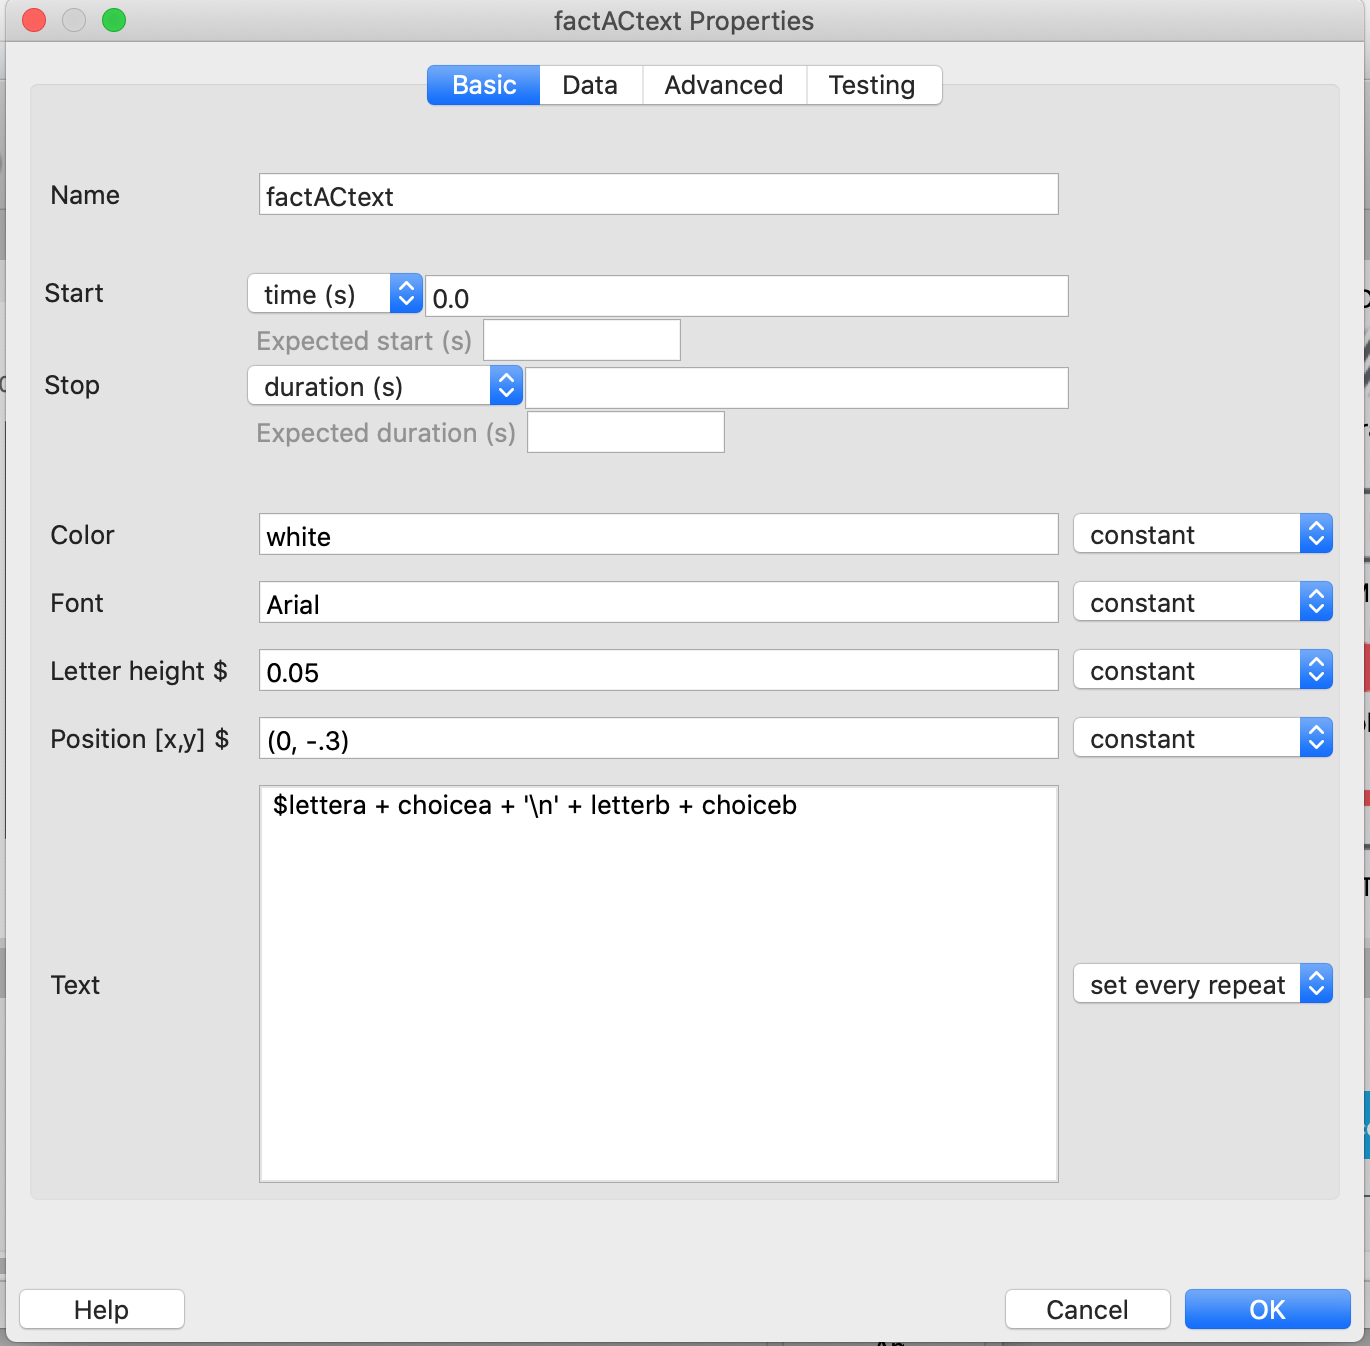 factACtext Properties
Basic Data Advanced Testing
Name factACtext
Start time (s) 0.0
Expected start (s)
Stop duration (s)
Expected duration (s)
Color white constant
Font Arial constant
Letter height $ 0.05 constant
Position [x,y] $ (0, -.3) constant
$lettera + choicea + '\n' + letterb + choiceb
Text set every repeat
Help Cancel OK